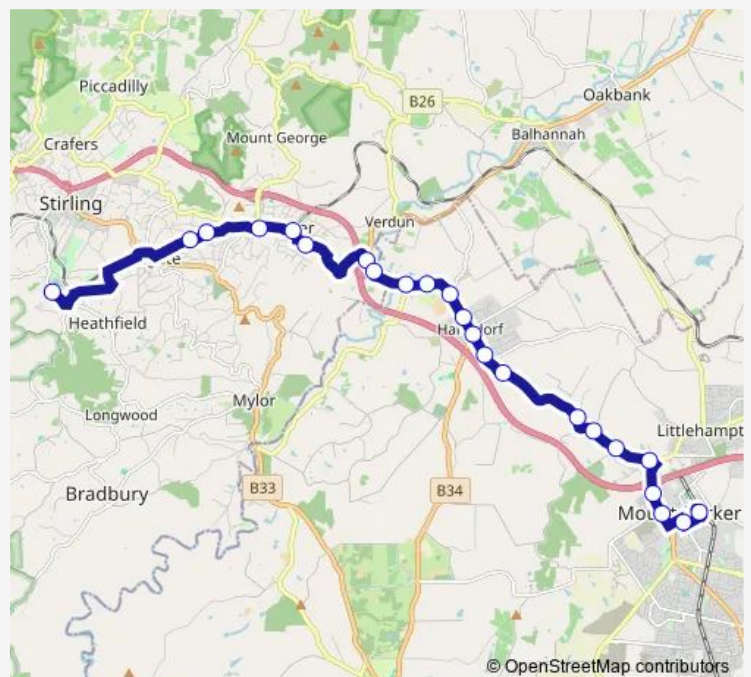 Piccadilly
B26
Oakbank
Crafers
Mount George
Balhannah
Stirling
Verdun
Heathfield
Longwood
Mylor
Littlehampt
B33
B34
Bradbury
© OpenStreetMap contributors